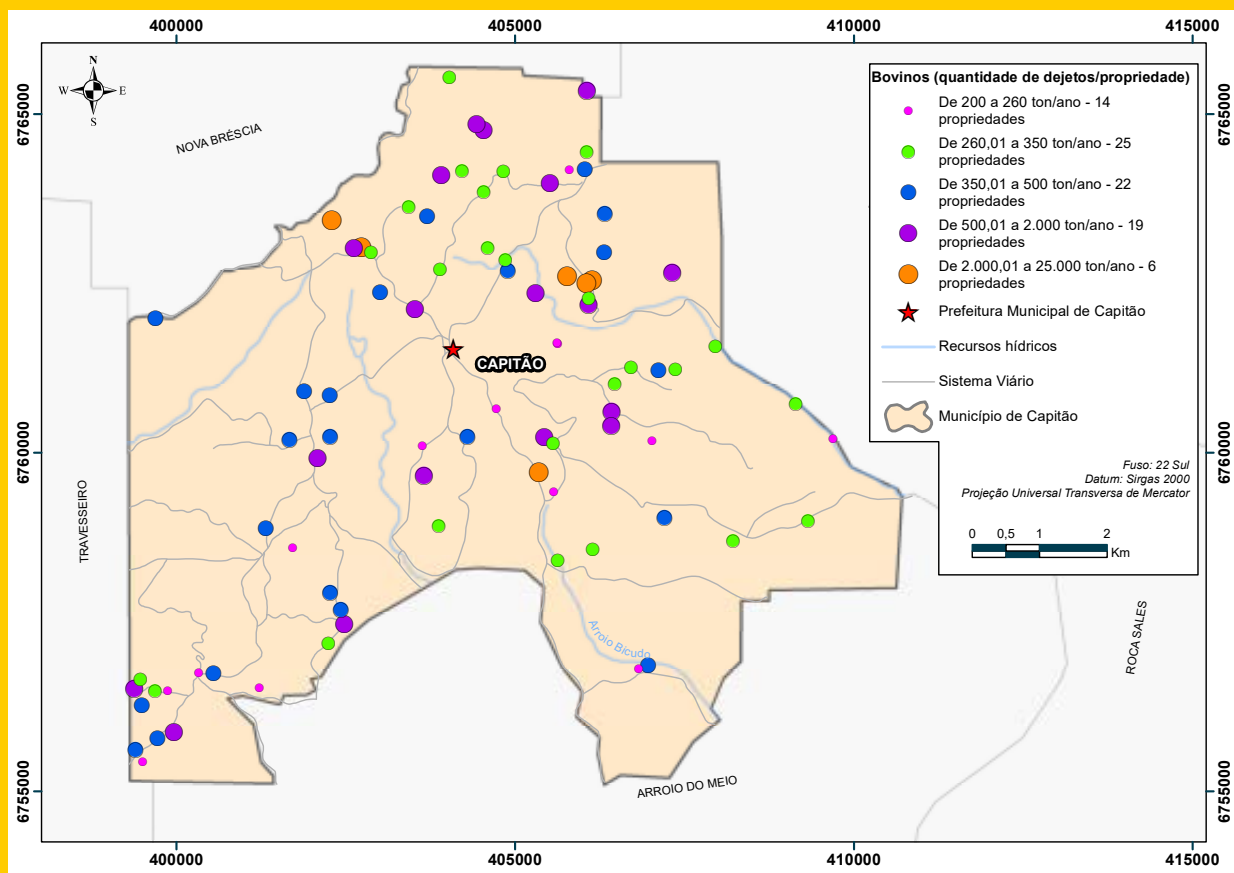 400000
405000
410000
415000
6765000
6760000
6755000
6765000
6760000
6755000
400000
405000
410000
415000
N
W
E
S
NOVA BRÉSCIA
TRAVESSEIRO
CAPITÃO
Arroio Bicudo
ARROIO DO MEIO
ROCA SALES
Bovinos (quantidade de dejetos/propriedade)
De 200 a 260 ton/ano - 14
propriedades
De 260,01 a 350 ton/ano - 25
propriedades
De 350,01 a 500 ton/ano - 22
propriedades
De 500,01 a 2.000 ton/ano - 19
propriedades
De 2.000,01 a 25.000 ton/ano - 6
propriedades
Prefeitura Municipal de Capitão
Recursos hídricos
Sistema Viário
Município de Capitão
Fuso: 22 Sul
Datum: Sirgas 2000
Projeção Universal Transversa de Mercator
0 0,5 1 2
Km